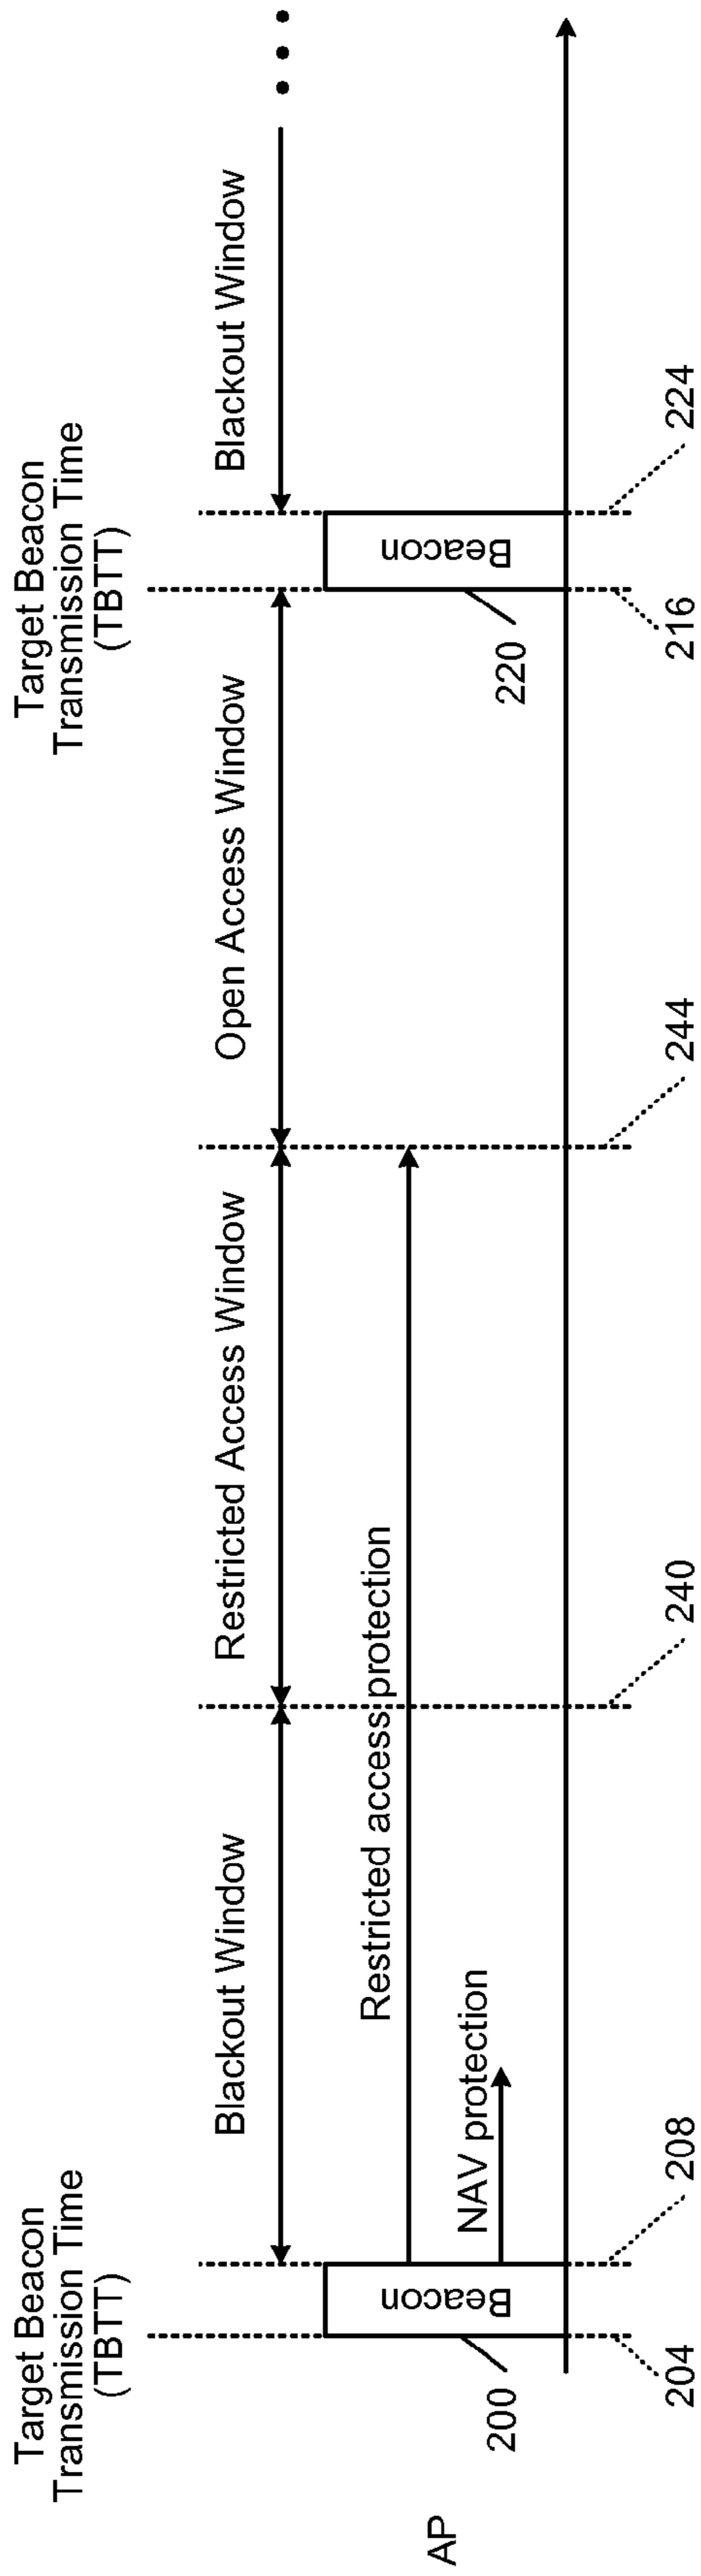 Target Beacon
Transmission Time
(TBTT)
Target Beacon
Transmission Time
(TBTT)
Blackout Window
Restricted Access Window
Open Access Window
Blackout Window
Restricted access protection
NAV protection
Beacon
Beacon
AP
200
220
204
208
240
244
216
224